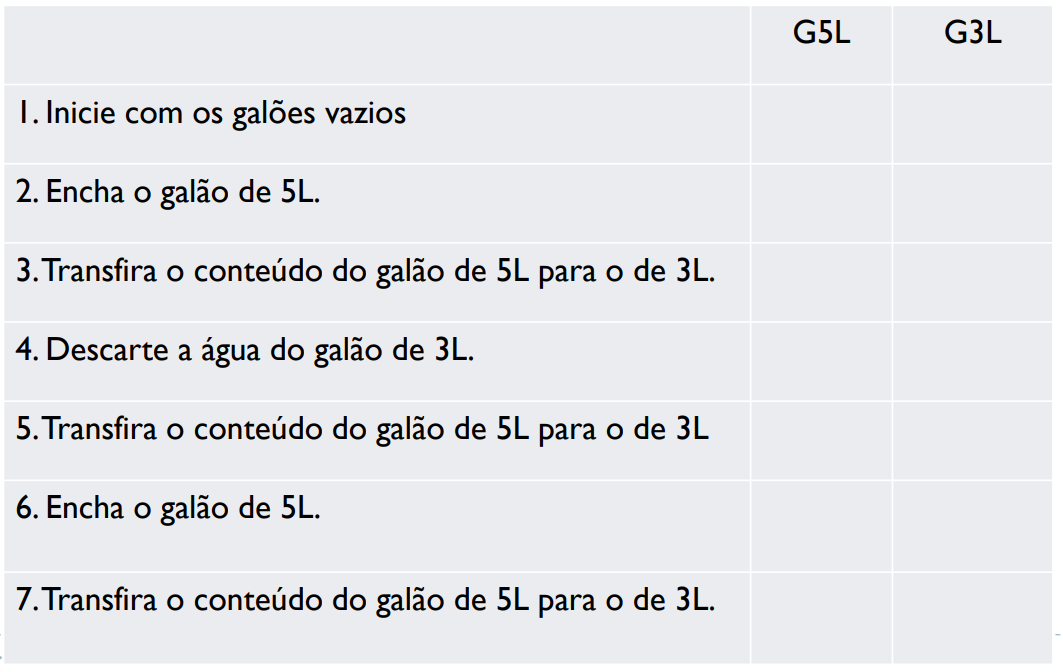 G5L G3L
1. Inicie com os galões vazios
2. Encha o galão de 5L.
3. Transfira o conteúdo do galão de 5L para o de 3L.
4. Descarte a água do galão de 3L.
5. Transfira o conteúdo do galão de 5L para o de 3L
6. Encha o galão de 5L.
7. Transfira o conteúdo do galão de 5L para o de 3L.